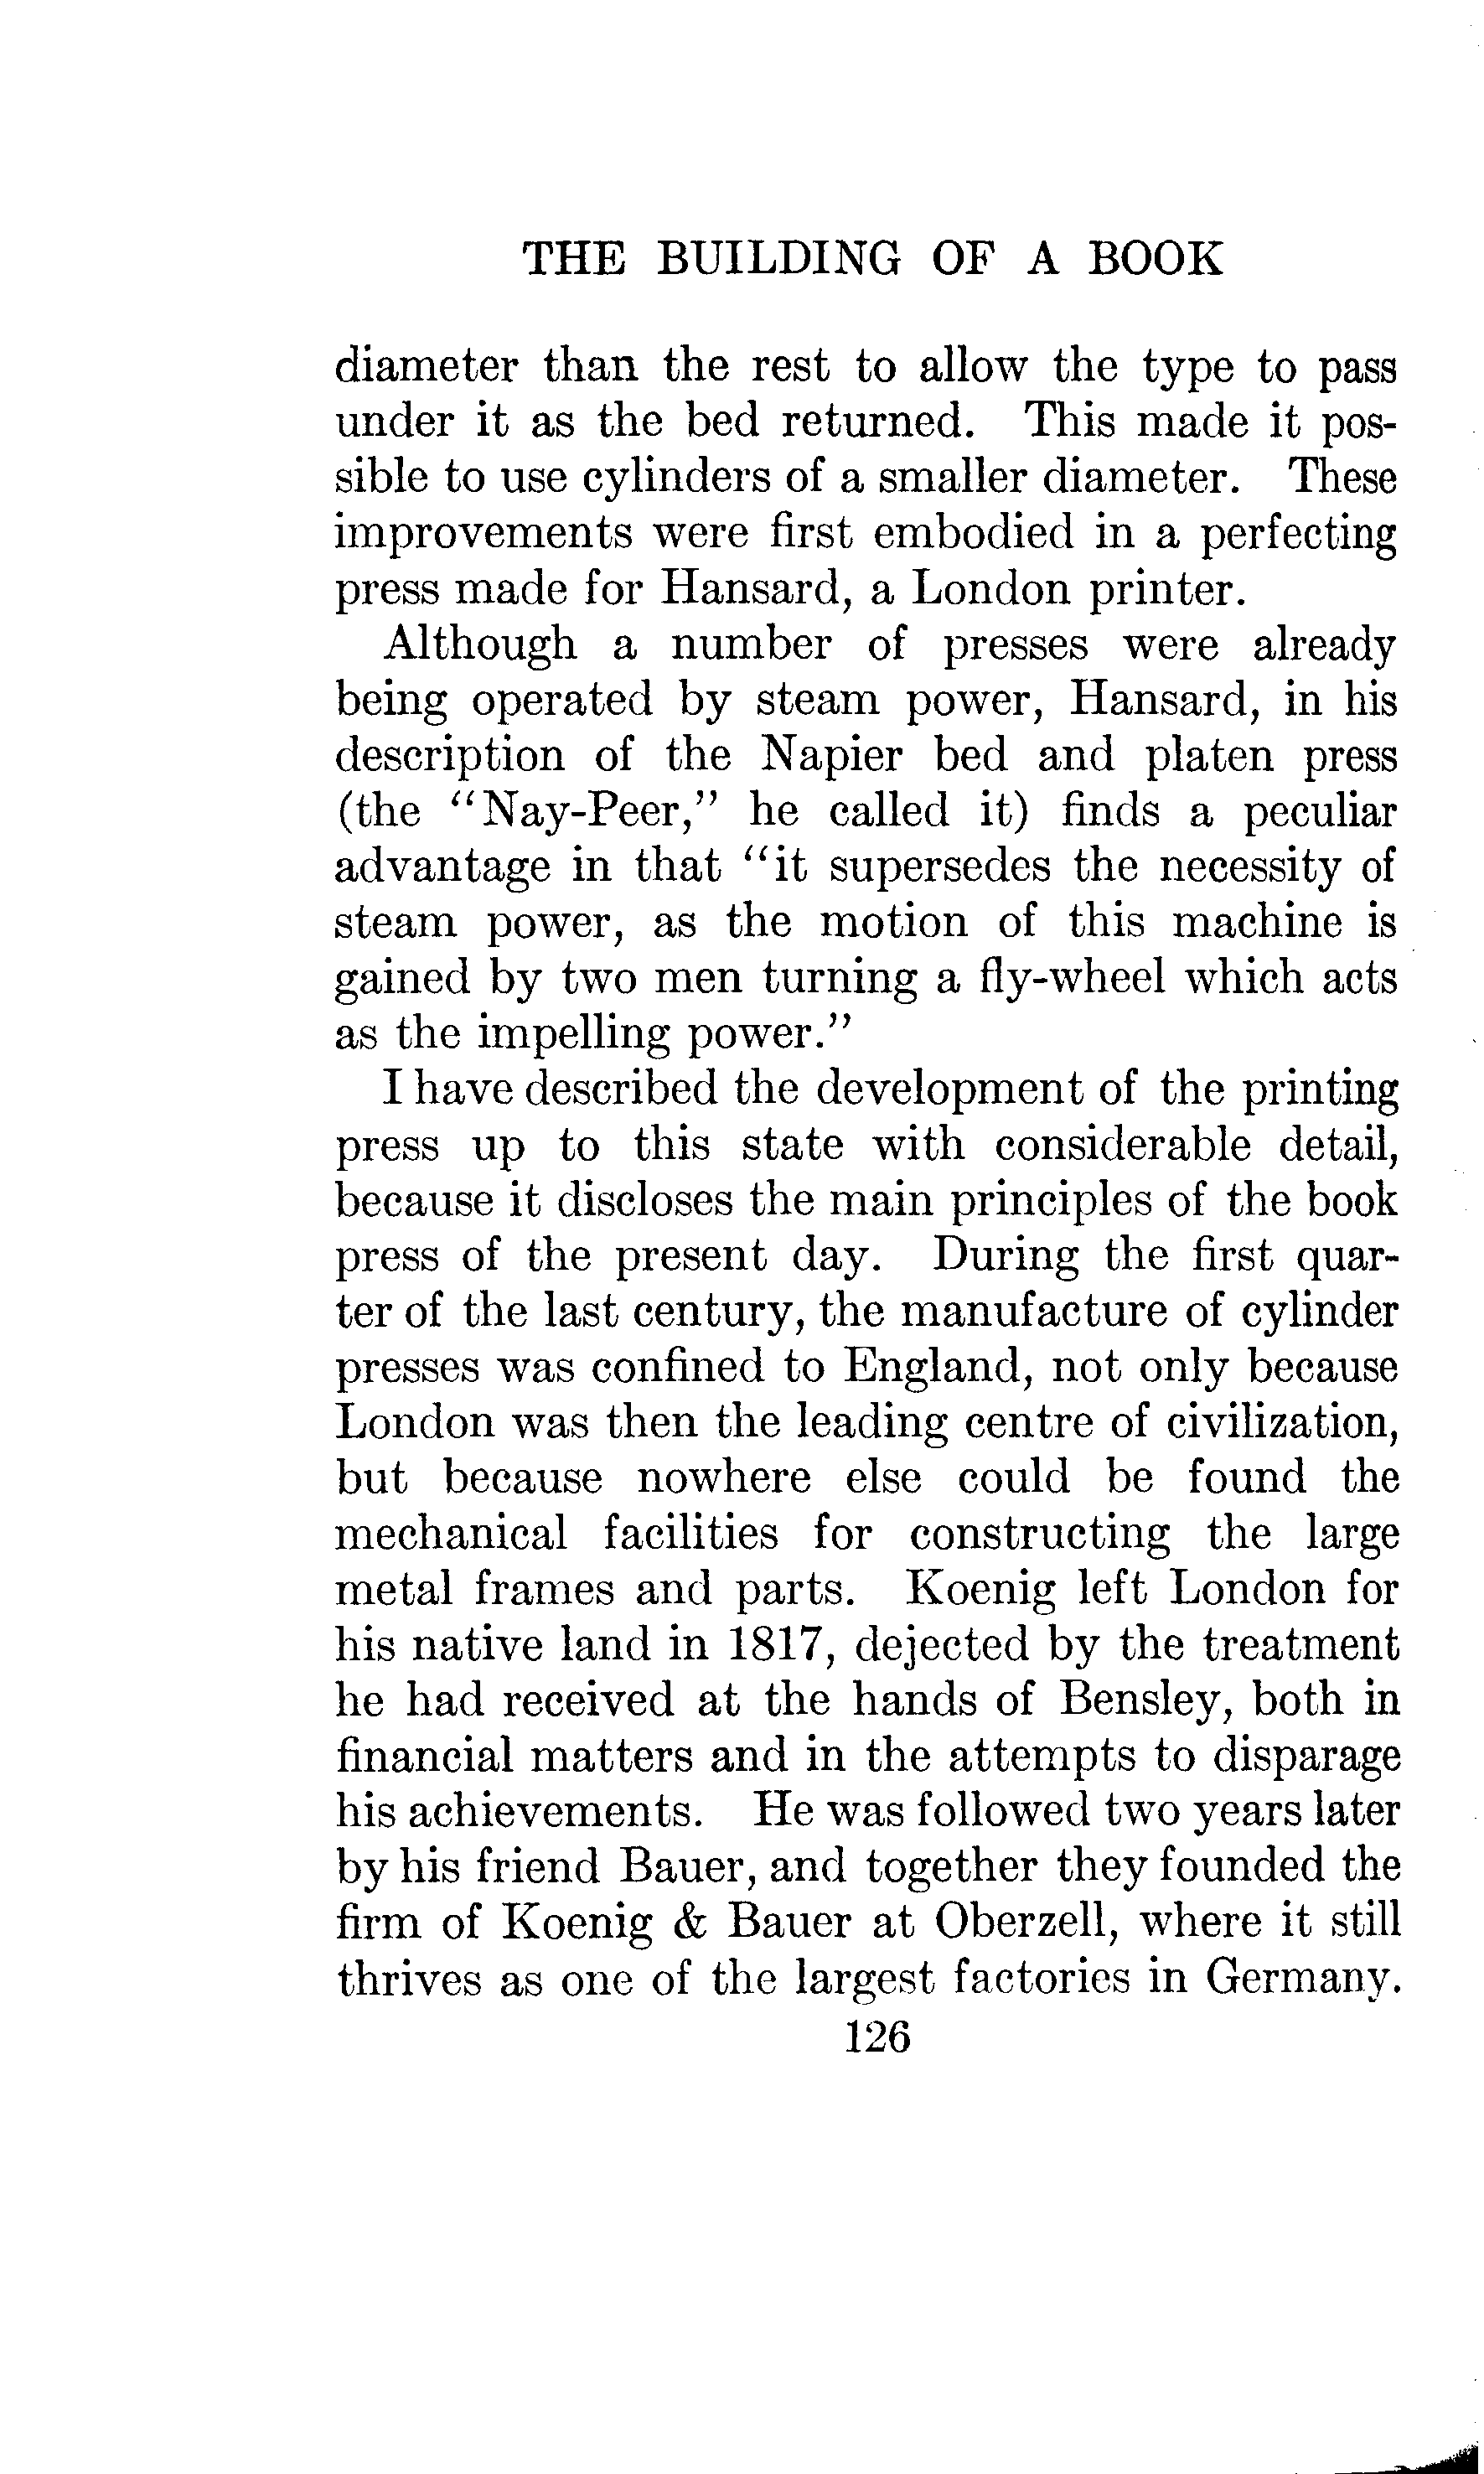 THE BUILDING OF A BOOK
diameter than the rest to allow the type to pass
under it as the bed returned. This made it pos-
sible to use cylinders of a smaller diameter. These
improvements were first embodied in a perfecting
press made for Hansard, a London printer.
Although a number of presses were already
being operated by steam power, Hansard, in his
description of the Napier bed and platen press
(the "Nay-Peer," he called it) finds a peculiar
advantage in that "it supersedes the necessity of
steam power, as the motion of this machine is
gained by two men turning a fly-wheel which acts
as the impelling power."
I have described the development of the printing
press up to this state with considerable detail,
because it discloses the main principles of the book
press of the present day. During the first quar-
ter of the last century, the manufacture of cylinder
presses was confined to England, not only because
London was then the leading centre of civilization,
but because nowhere else could be found the
mechanical facilities for constructing the large
metal frames and parts. Koenig left London for
his native land in 1817, dejected by the treatment
he had received at the hands of Bensley, both in
financial matters and in the attempts to disparage
his achievements. He was followed two years later
by his friend Bauer, and together they founded the
firm of Koenig & Bauer at Oberzell, where it still
thrives as one of the largest factories in Germany.
126